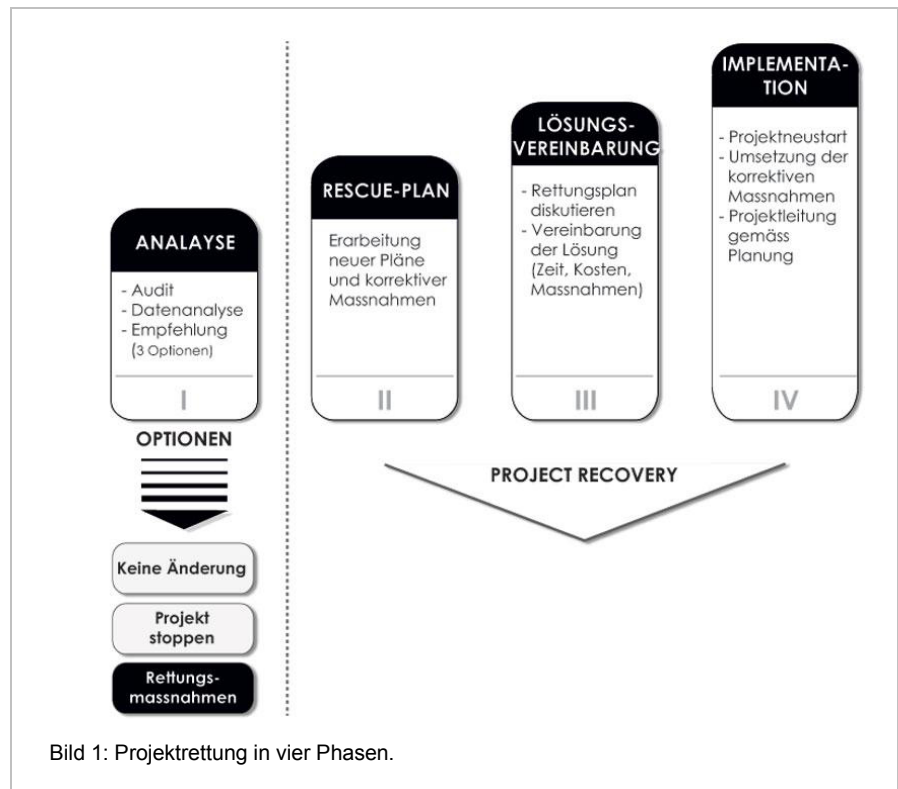 ANALAYSE
- Audit
- Datenanalyse
- Empfehlung
(3 Optionen)
I
OPTIONEN
Keine Änderung
Projekt
stoppen
Rettungs-
massnahmen
RESCUE-PLAN
Erarbeitung
neuer Pläne
und korrektiver
Massnahmen
II
LÖSUNGS-
VEREINBARUNG
- Rettungsplan
diskutieren
- Vereinbarung
der Lösung
(Zeit, Kosten,
Massnahmen)
III
IMPLEMENTA-
TION
- Projektneustart
- Umsetzung der
korrektiven
Massnahmen
- Projektleitung
gemäss
Planung
IV
PROJECT RECOVERY
Bild 1: Projektrettung in vier Phasen.